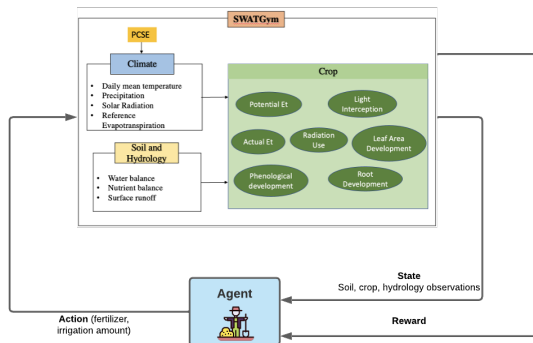 SWATGym
PCSE
Climate
• Daily mean temperature
• Precipitation
• Solar Radiation
• Reference
Evapotranspiration
Soil and
Hydrology
• Water balance
• Nutrient balance
• Surface runoff
Crop
Potential Et
Light
Interception
Actual Et
Radiation
Use
Leaf Area
Development
Phenological
development
Root
Development
State
Soil, crop, hydrology observations
Agent
Action (fertilizer,
irrigation amount)
Reward